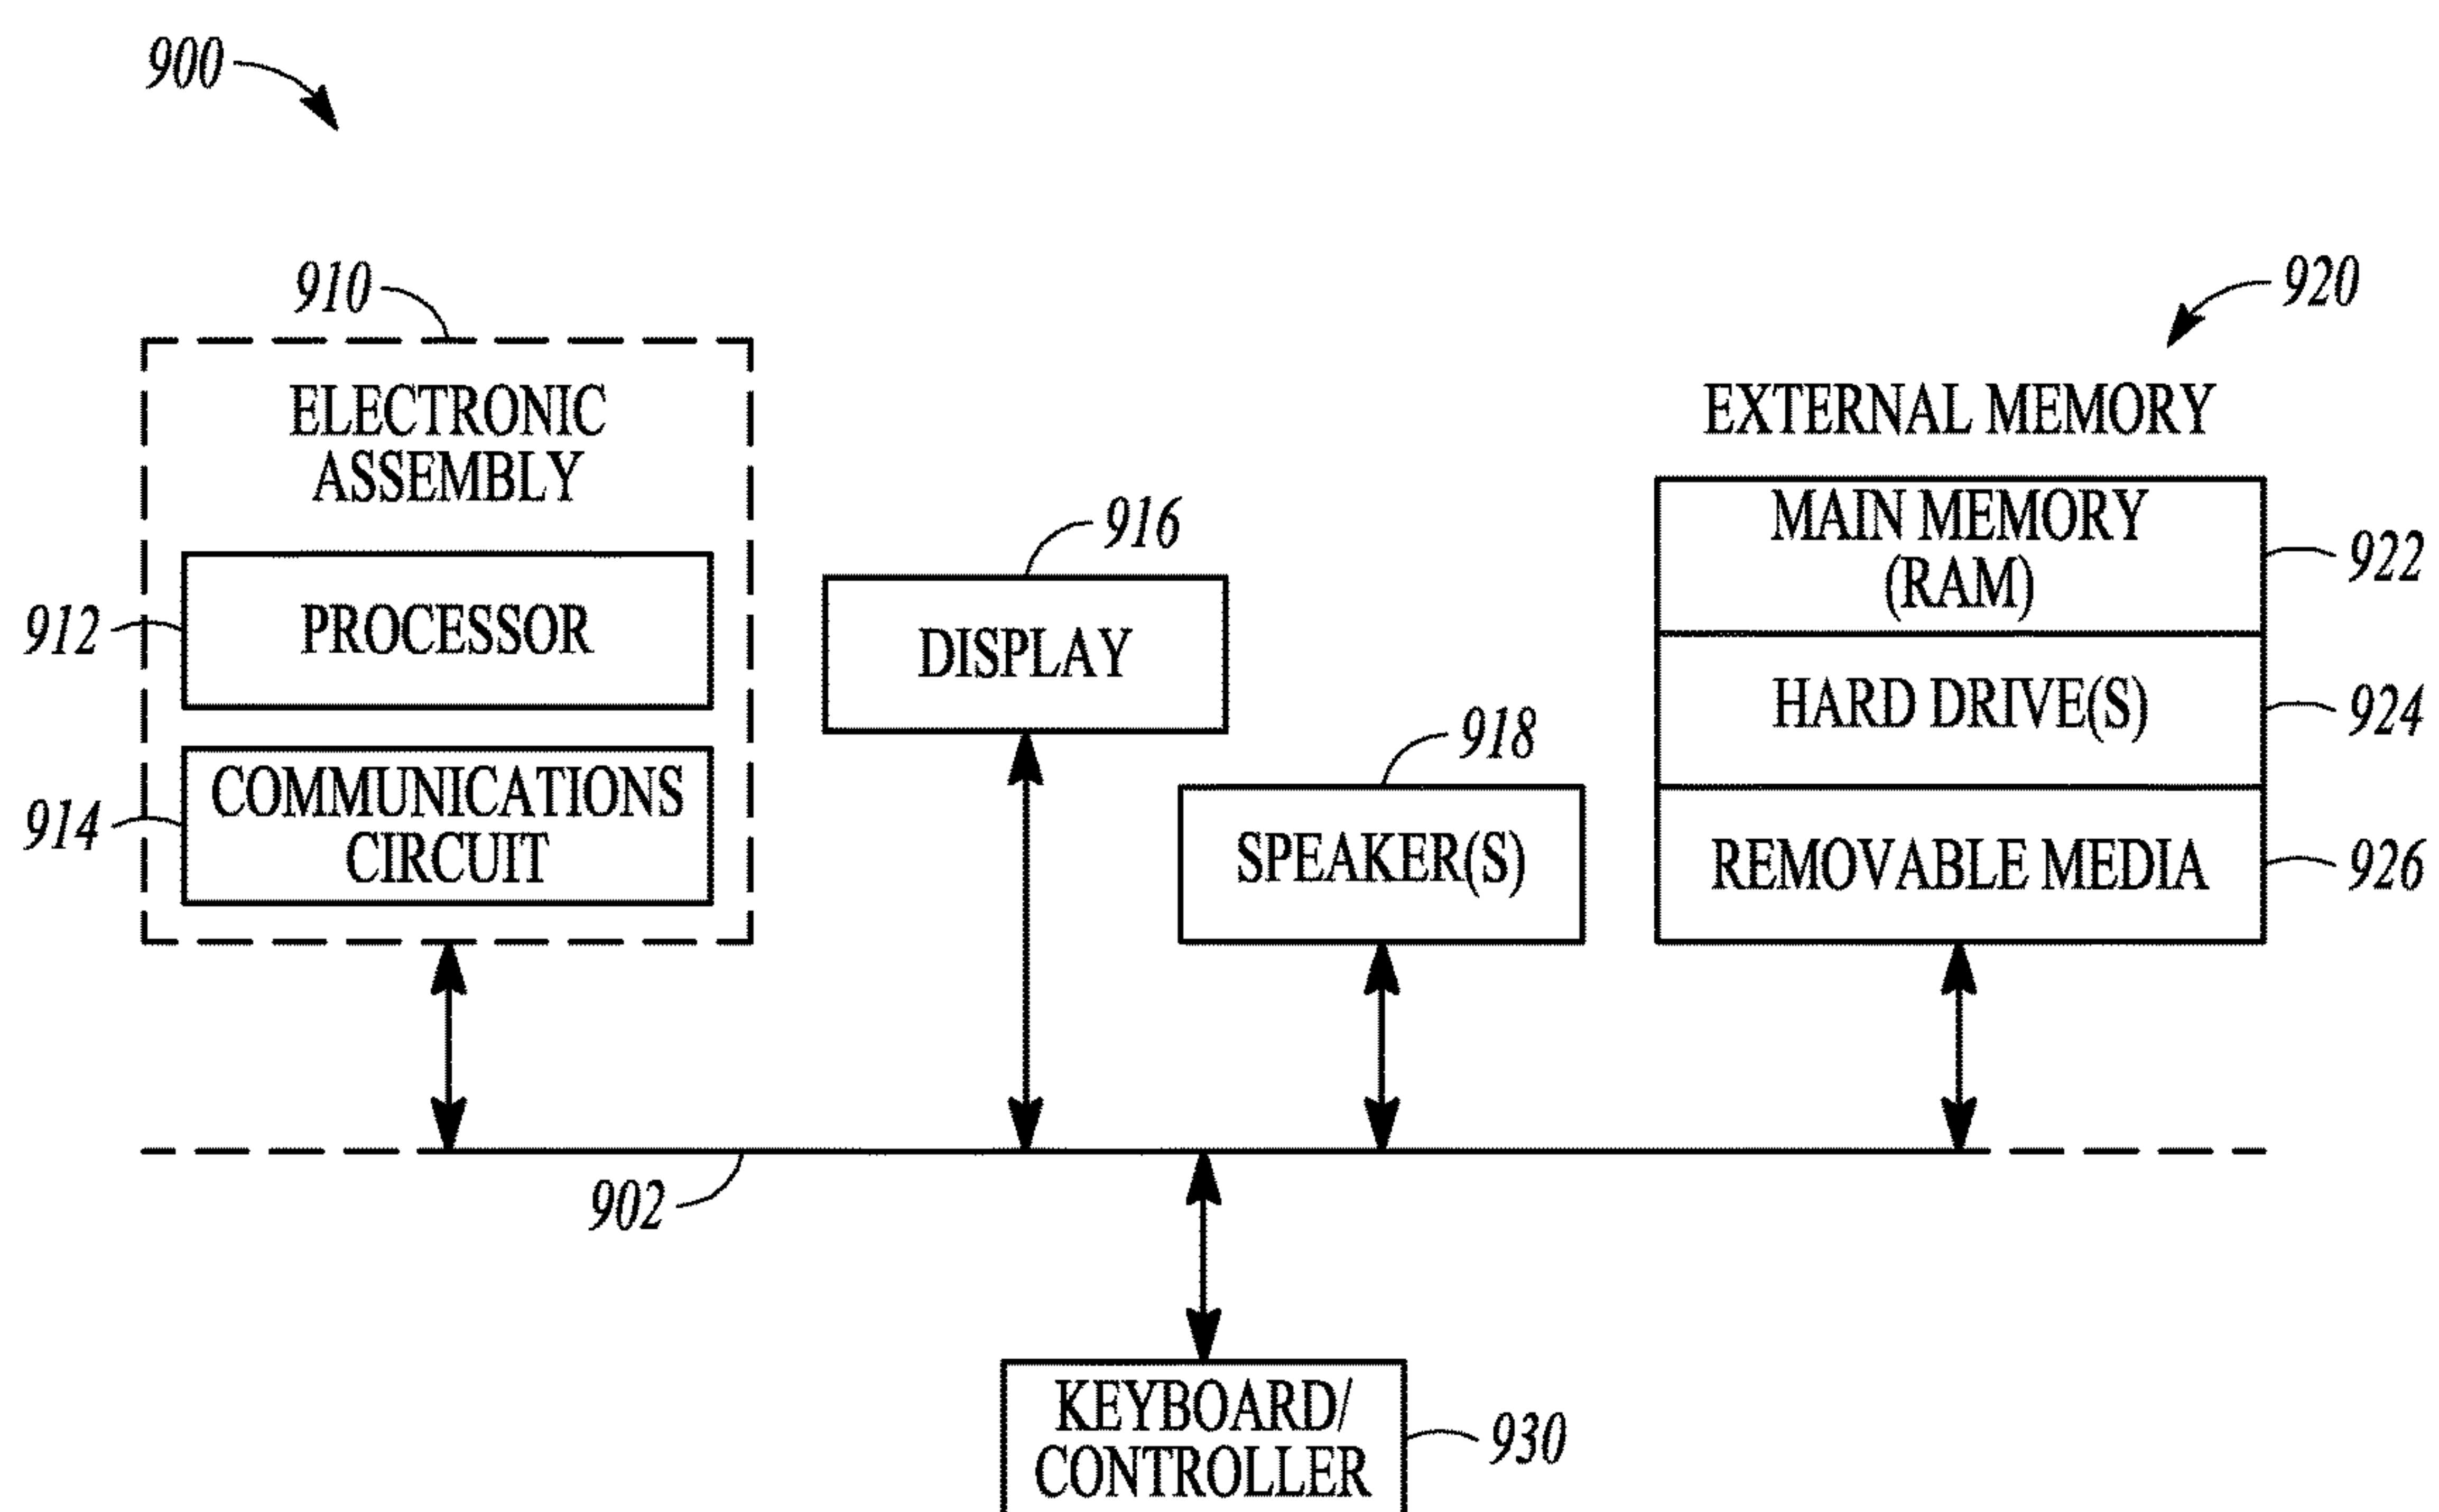 900
910
920
ELECTRONIC
ASSEMBLY
EXTERNAL MEMORY
916
MAIN MEMORY
(RAM)
922
912
PROCESSOR
DISPLAY
HARD DRIVE(S)
924
918
914
COMMUNICATIONS
CIRCUIT
SPEAKER(S)
REMOVABLE MEDIA
926
902
KEYBOARD/
CONTROLLER
930